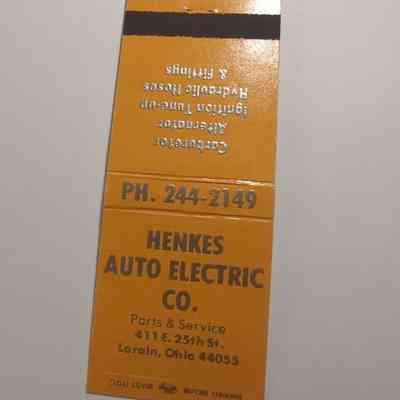 Carburetor
Alternator
Ignition Tune-up
Hydraulic Hoses
& Fittings
PH. 244-2149
HENKES
AUTO ELECTRIC
CO.
Parts & Service
411 E. 25th St.
Lorain, Ohio 44055